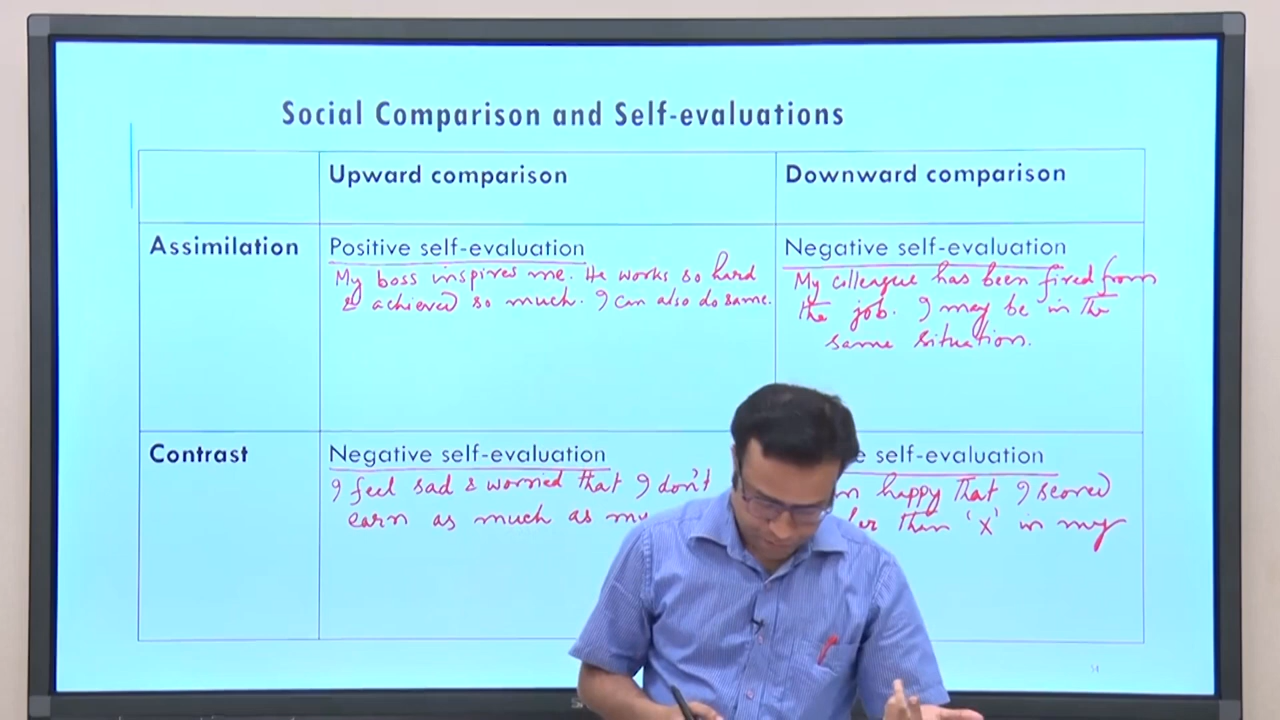 Social Comparison and Self-evaluations
Upward comparison
Downward comparison
Assimilation
Positive self-evaluation
My boss inspires me. He works so hard
& achieved so much. I can also do same.
Negative self-evaluation
My colleague has been fired from
the job. I may be in the
same situation.
Contrast
Negative self-evaluation
I feel sad & worried that I don't
earn as much as my
self-evaluation
happy that I scored
than 'X' in my